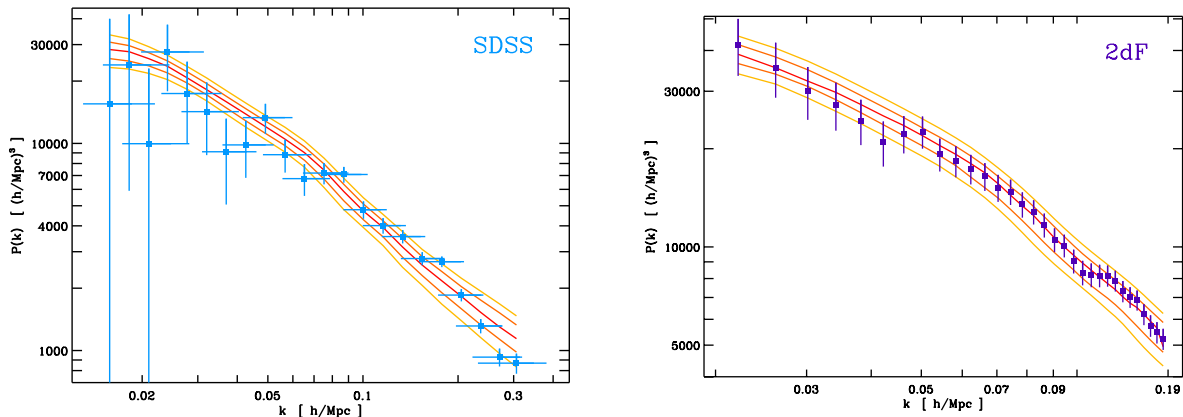 SDSS
30000
10000
7000
4000
1000
P(k) [ (h/Mpc)³ ]
0.02
0.05
0.1
0.3
k [ h/Mpc ]
2dF
30000
10000
5000
P(k) [ (h/Mpc)³ ]
0.03
0.05
0.07
0.09
0.19
k [ h/Mpc ]